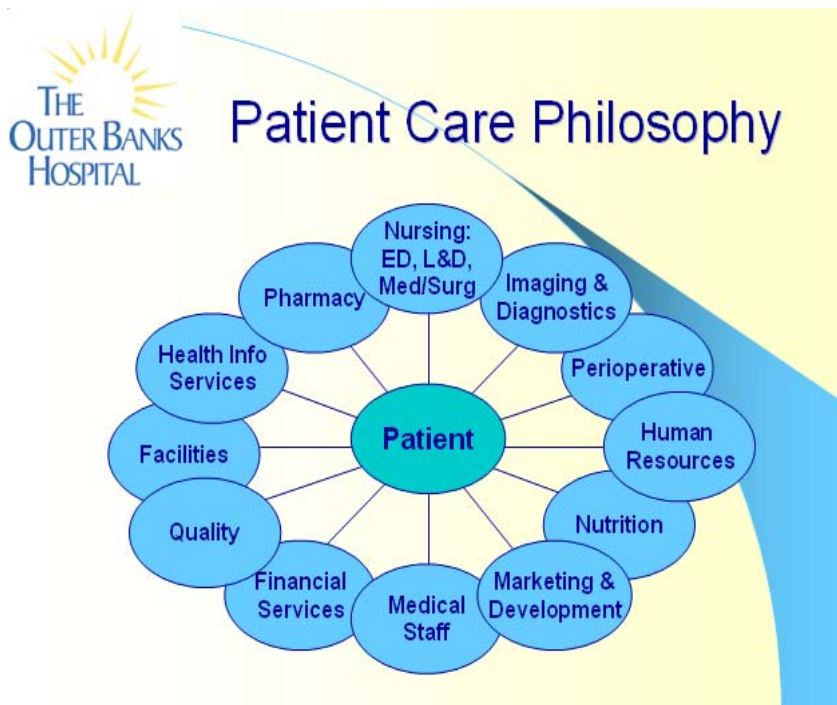 THE
OUTER BANKS
HOSPITAL
Patient Care Philosophy
Nursing:
ED, L&D,
Med/Surg
Imaging &
Diagnostics
Perioperative
Human
Resources
Nutrition
Marketing &
Development
Medical
Staff
Financial
Services
Quality
Facilities
Health Info
Services
Pharmacy
Patient